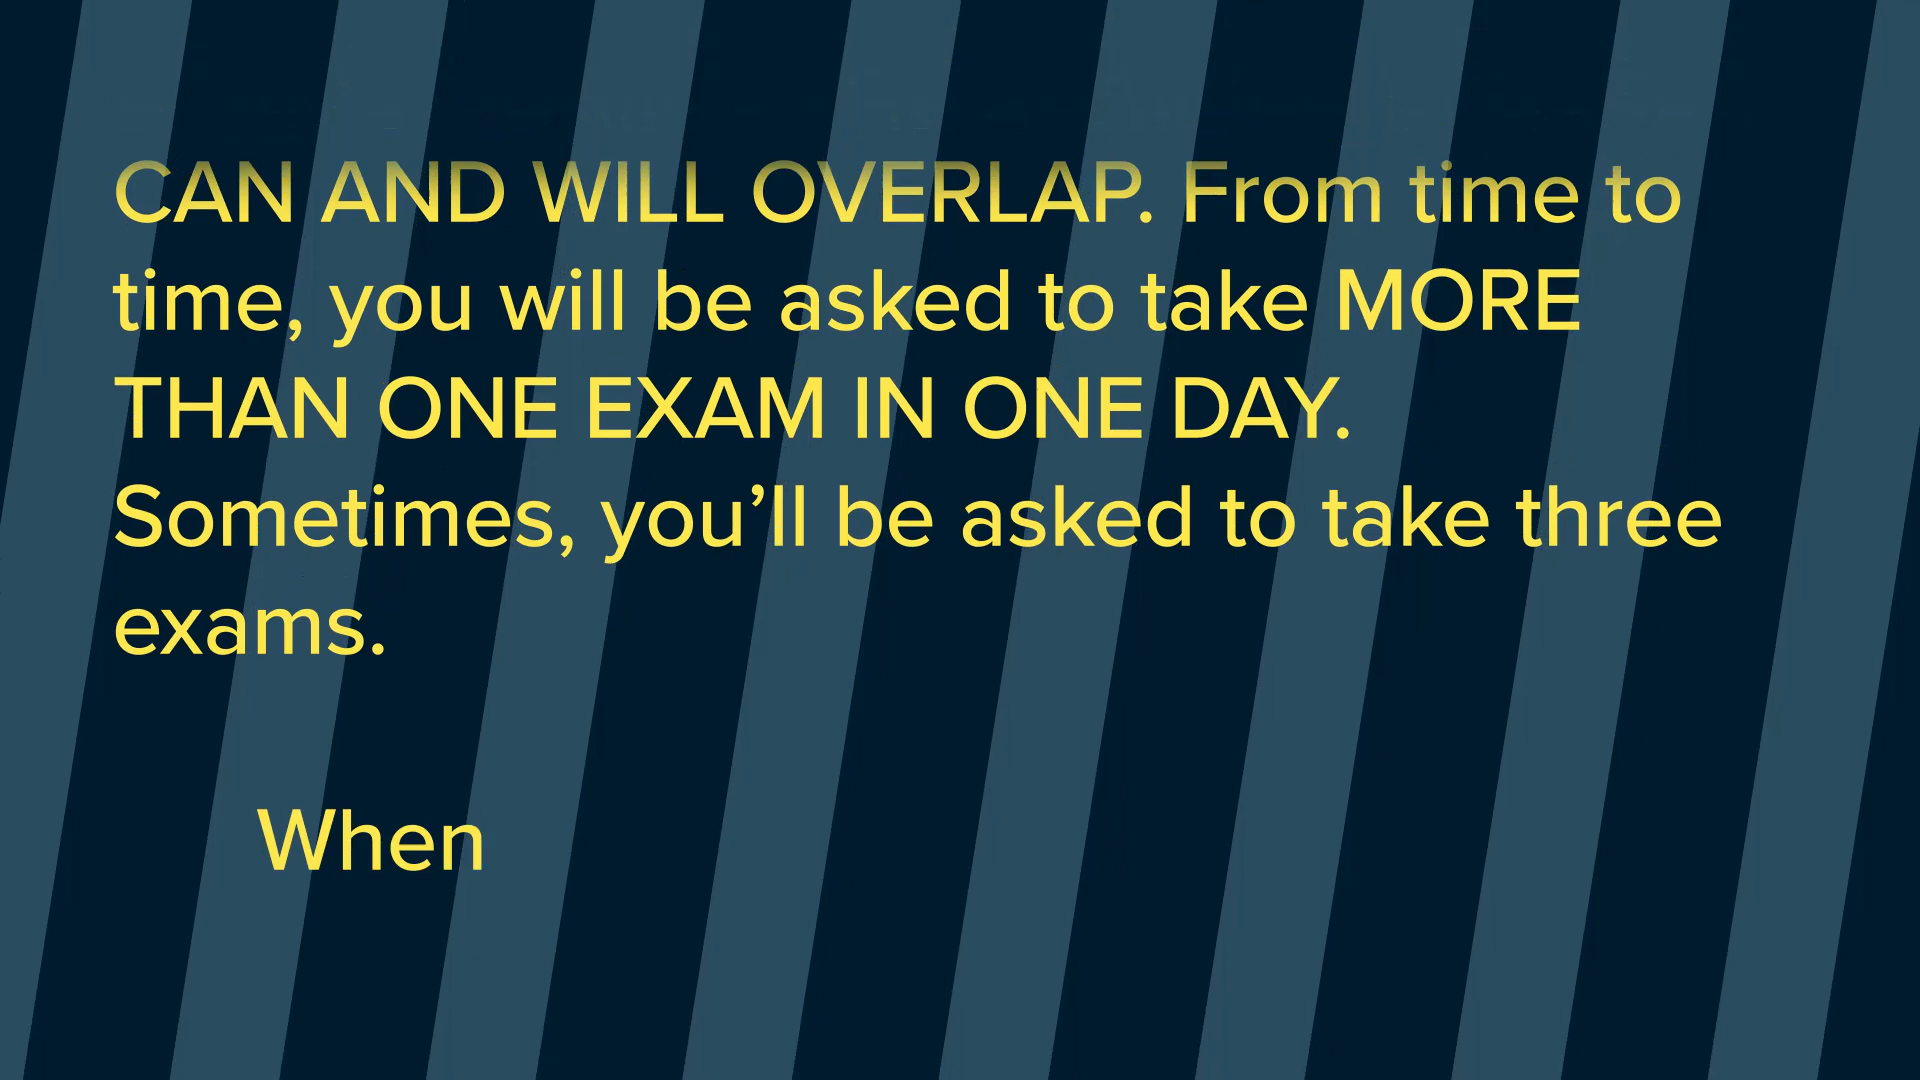 CAN AND WILL OVERLAP. From time to
time, you will be asked to take MORE
THAN ONE EXAM IN ONE DAY.
Sometimes, you’ll be asked to take three
exams.
When